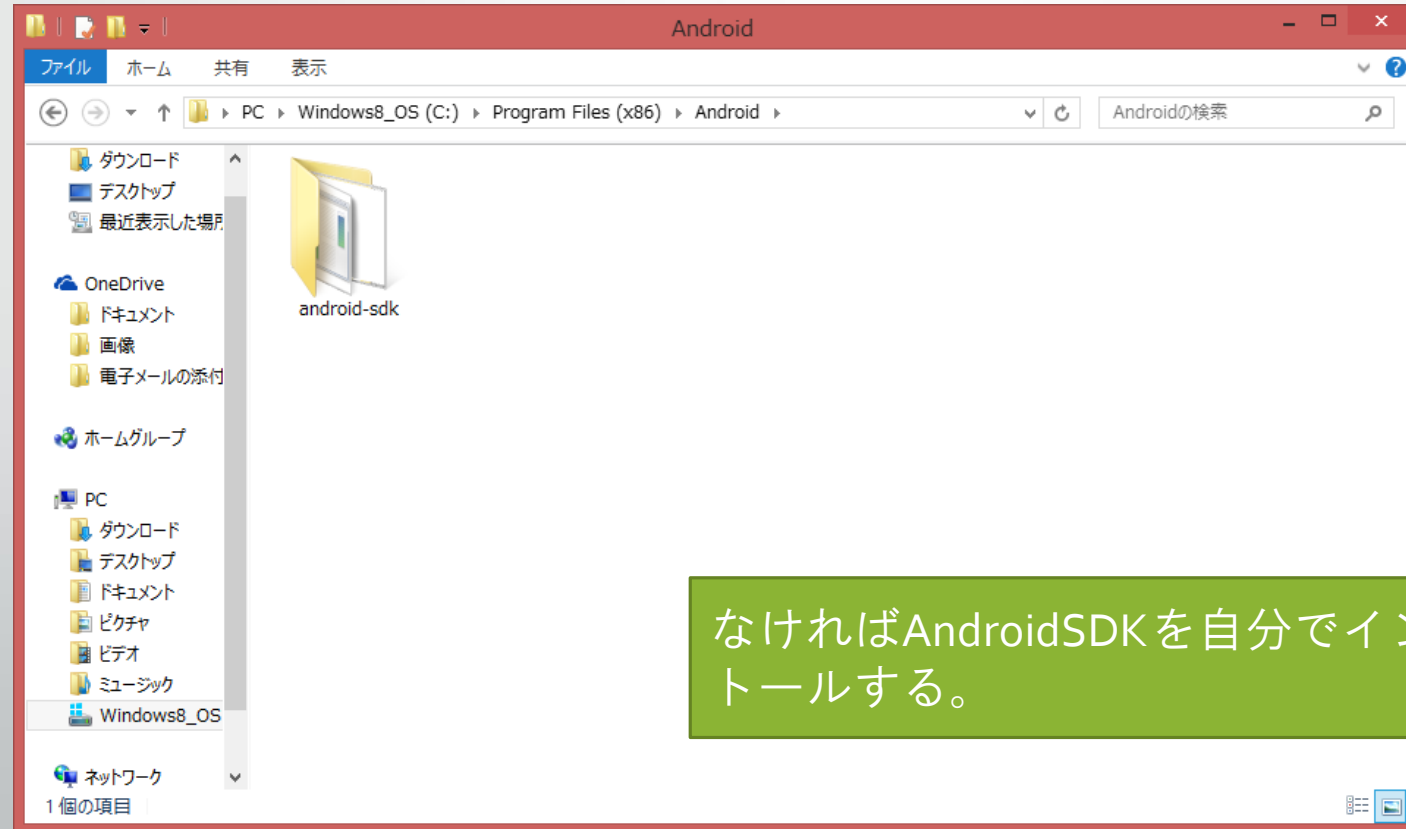 Android
ファイル ホーム 共有 表示
PC Windows8_OS (C:) Program Files (x86) Android
Androidの検索
ダウンロード
デスクトップ
最近表示した場所
OneDrive
ドキュメント
画像
電子メールの添付
ホームグループ
PC
ダウンロード
デスクトップ
ドキュメント
ピクチャ
ビデオ
ミュージック
Windows8_OS
ネットワーク
android-sdk
なければAndroidSDKを自分でイン
トールする。
1 個の項目